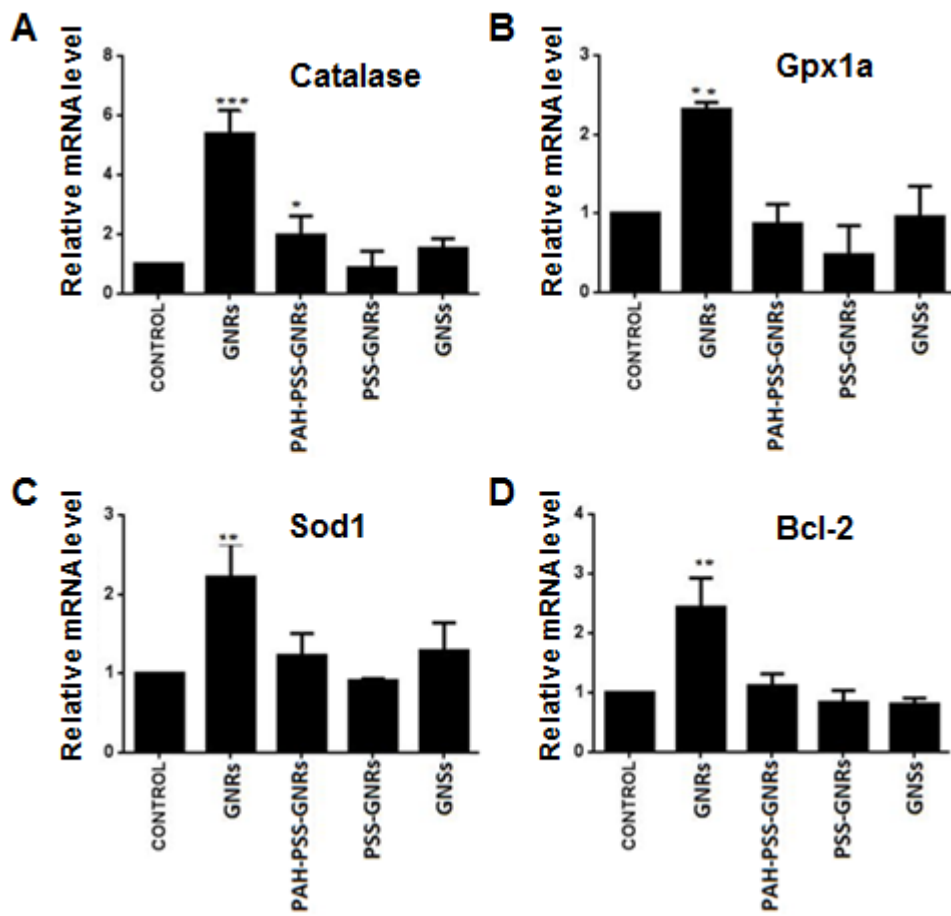 A
Relative mRNA level
8
6
4
2
0
Catalase
***
*
CONTROL
GNRs
PAH-PSS-GNRs
PSS-GNRs
GNSs
B
Relative mRNA level
3
2
1
0
Gpx1a
**
CONTROL
GNRs
PAH-PSS-GNRs
PSS-GNRs
GNSs
C
Relative mRNA level
3
2
1
0
Sod1
**
CONTROL
GNRs
PAH-PSS-GNRs
PSS-GNRs
GNSs
D
Relative mRNA level
4
3
2
1
0
Bcl-2
**
CONTROL
GNRs
PAH-PSS-GNRs
PSS-GNRs
GNSs